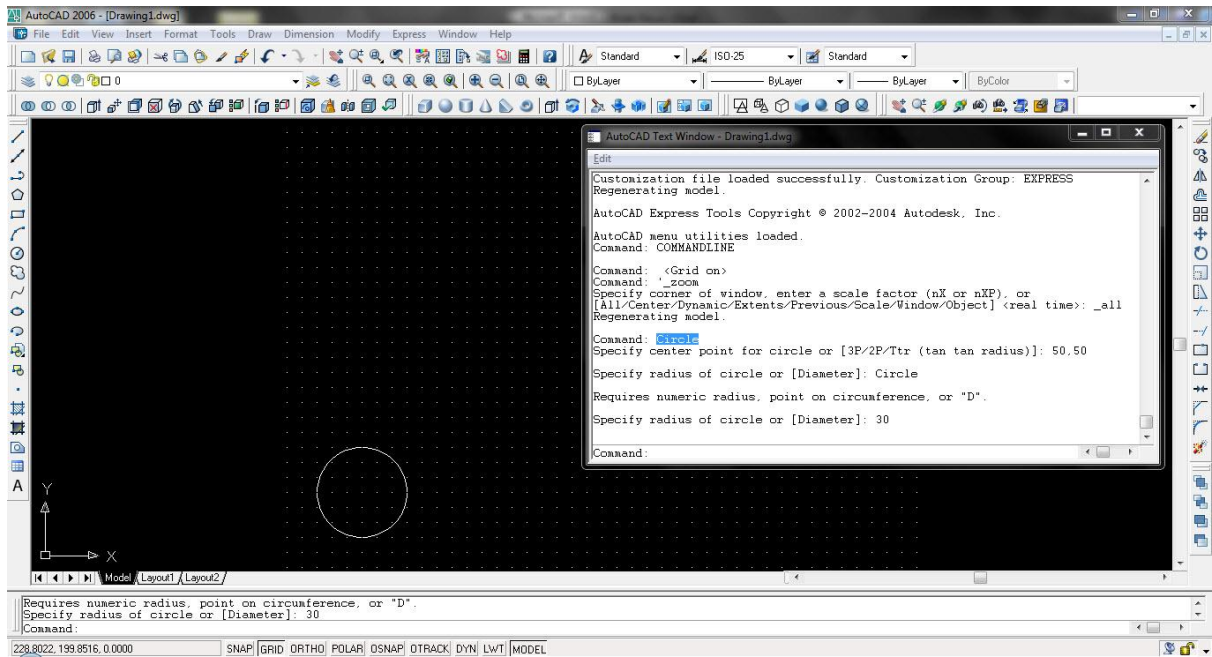 AutoCAD 2006 - [Drawing1.dwg]
File Edit View Insert Format Tools Draw Dimension Modify Express Window Help
Standard ISO-25 Standard
0 ByLayer ByLayer ByLayer ByColor
AutoCAD Text Window - Drawing1.dwg
Edit
Customization file loaded successfully. Customization Group: EXPRESS
Regenerating model.
AutoCAD Express Tools Copyright © 2002-2004 Autodesk, Inc.
AutoCAD menu utilities loaded.
Command: COMMANDLINE
Command: <Grid on>
Command: '_zoom
Specify corner of window, enter a scale factor (nX or nXP), or
[All/Center/Dynamic/Extents/Previous/Scale/Window/Object] <real time>: _all
Regenerating model.
Command: Circle
Specify center point for circle or [3P/2P/Ttr (tan tan radius)]: 50,50
Specify radius of circle or [Diameter]: Circle
Requires numeric radius, point on circumference, or "D".
Specify radius of circle or [Diameter]: 30
Command:
A
Y
X
Model Layout1 Layout2
Requires numeric radius, point on circumference, or "D".
Specify radius of circle or [Diameter]: 30
Command:
228.8022, 199.8516, 0.0000 SNAP GRID ORTHO POLAR OSNAP OTRACK DYN LWT MODEL